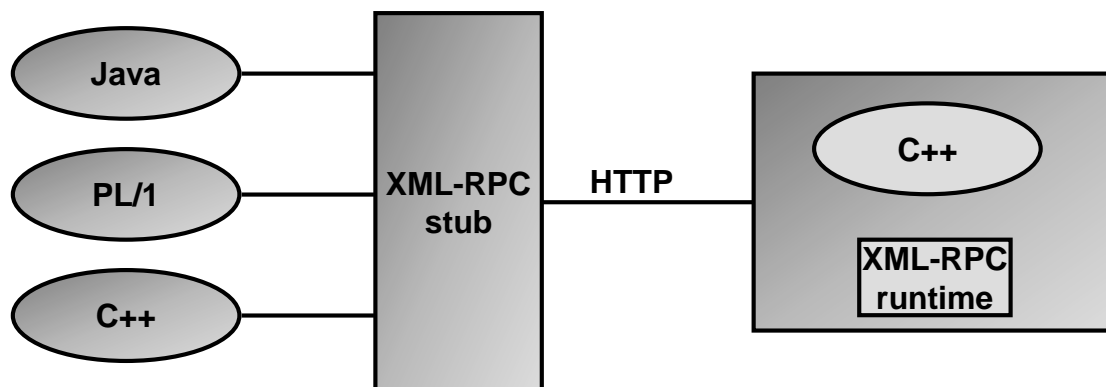 Java
PL/1
C++
XML-RPC
stub
HTTP
C++
XML-RPC
runtime